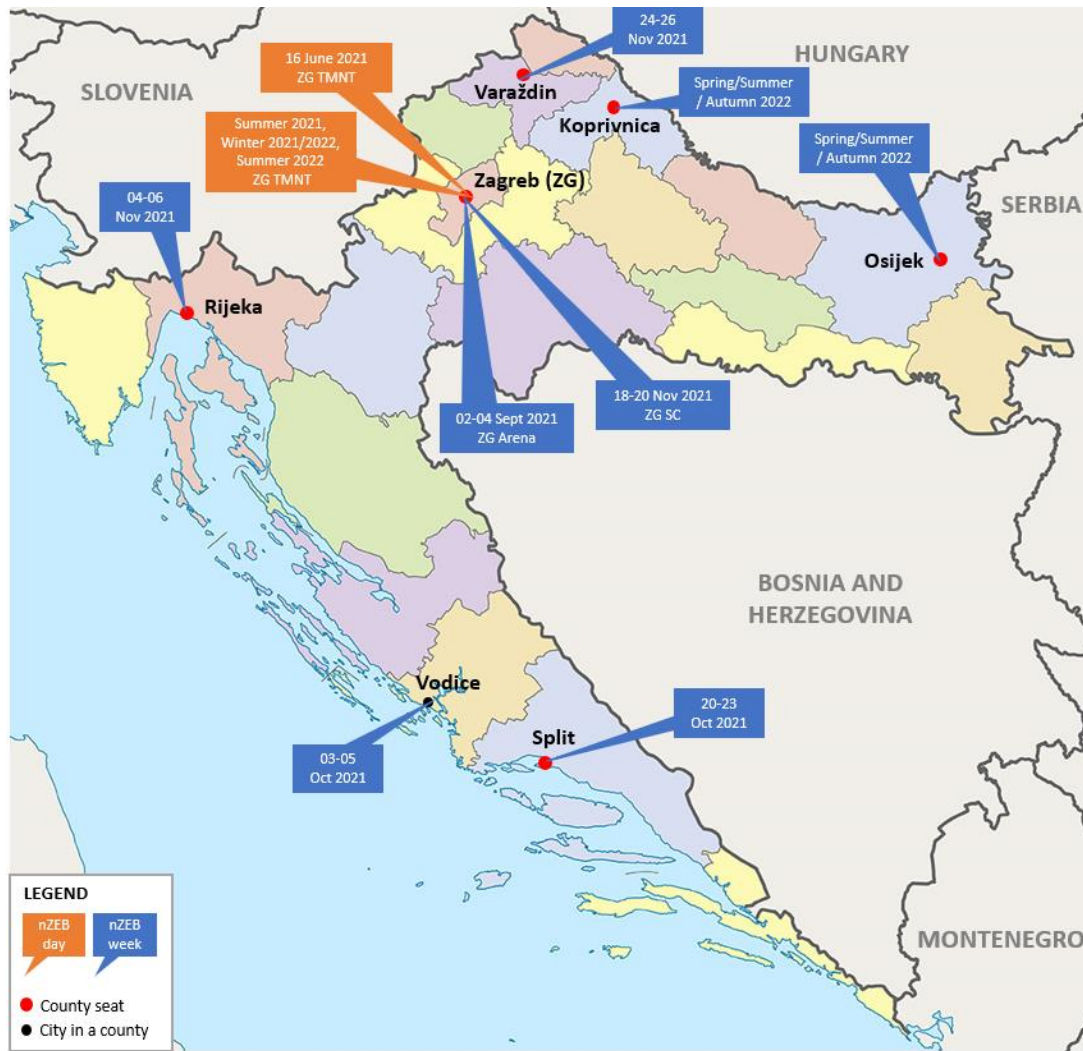 24-26
Nov 2021
HUNGARY
16 June 2021
ZG TMNT
SLOVENIA
Varaždin
Spring/Summer
/ Autumn 2022
Koprivnica
Summer 2021,
Winter 2021/2022,
Summer 2022
ZG TMNT
Spring/Summer
/ Autumn 2022
Zagreb (ZG)
04-06
Nov 2021
SERBIA
Osijek
Rijeka
18-20 Nov 2021
ZG SC
02-04 Sept 2021
ZG Arena
BOSNIA AND
HERZEGOVINA
Vodice
20-23
Oct 2021
Split
03-05
Oct 2021
LEGEND
nZEB
day
nZEB
week
County seat
City in a county
MONTENEGRO